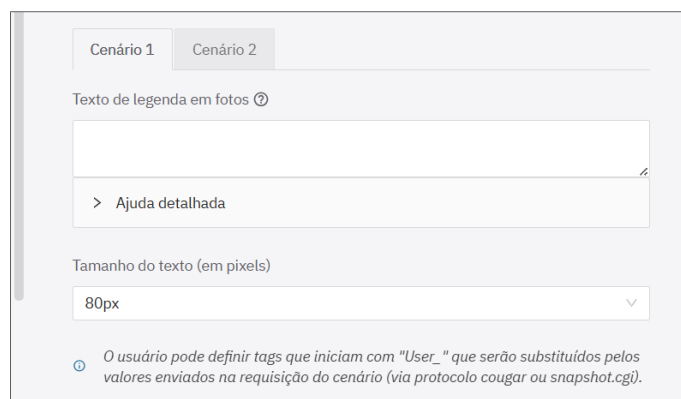 Cenário 1 Cenário 2
Texto de legenda em fotos
Ajuda detalhada
Tamanho do texto (em pixels)
80px
O usuário pode definir tags que iniciam com "User_" que serão substituídos pelos
valores enviados na requisição do cenário (via protocolo cougar ou snapshot.cgi).